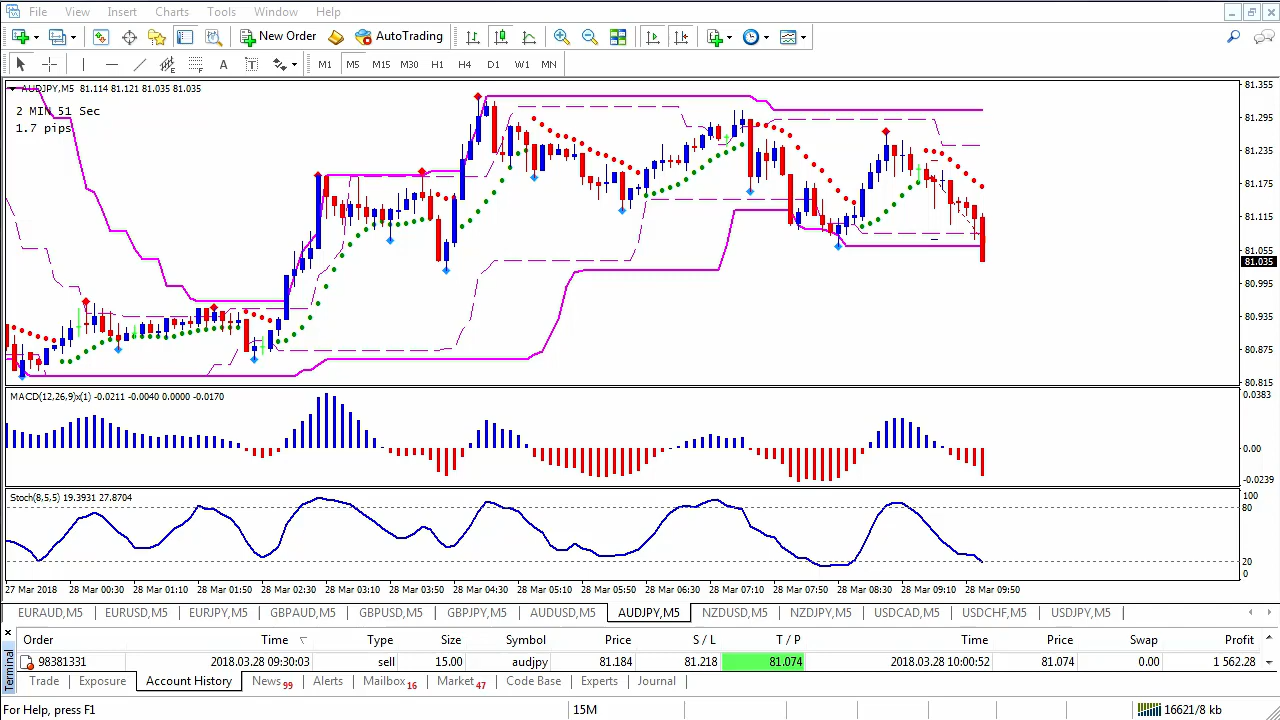 File View Insert Charts Tools Window Help
New Order AutoTrading
A T M1 M5 M15 M30 H1 H4 D1 W1 MN
AUDJPY,M5 81.114 81.121 81.035 81.035
2 MIN 51 Sec
1.7 pips
81.355
81.295
81.235
81.175
81.115
81.055
81.035
80.995
80.935
80.875
80.815
MACD(12,26,9)x(1) -0.0211 -0.0040 0.0000 -0.0170
0.0383
0.00
-0.0239
Stoch(8,5,5) 19.3931 27.8704
100
80
20
0
27 Mar 2018 28 Mar 00:30 28 Mar 01:10 28 Mar 01:50 28 Mar 02:30 28 Mar 03:10 28 Mar 03:50 28 Mar 04:30 28 Mar 05:10 28 Mar 05:50 28 Mar 06:30 28 Mar 07:10 28 Mar 07:50 28 Mar 08:30 28 Mar 09:10 28 Mar 09:50
EURAUD,M5 EURUSD,M5 EURJPY,M5 GBPAUD,M5 GBPUSD,M5 GBPJPY,M5 AUDUSD,M5 AUDJPY,M5 NZDUSD,M5 NZDJPY,M5 USDCAD,M5 USDCHF,M5 USDJPY,M5
Order Time Type Size Symbol Price S / L T / P Time Price Swap Profit
98381331 2018.03.28 09:30:03 sell 15.00 audjpy 81.184 81.218 81.074 2018.03.28 10:00:52 81.074 0.00 1 562.28
Terminal
Trade Exposure Account History News 99 Alerts Mailbox 16 Market 47 Code Base Experts Journal
For Help, press F1 15M 16621/8 kb